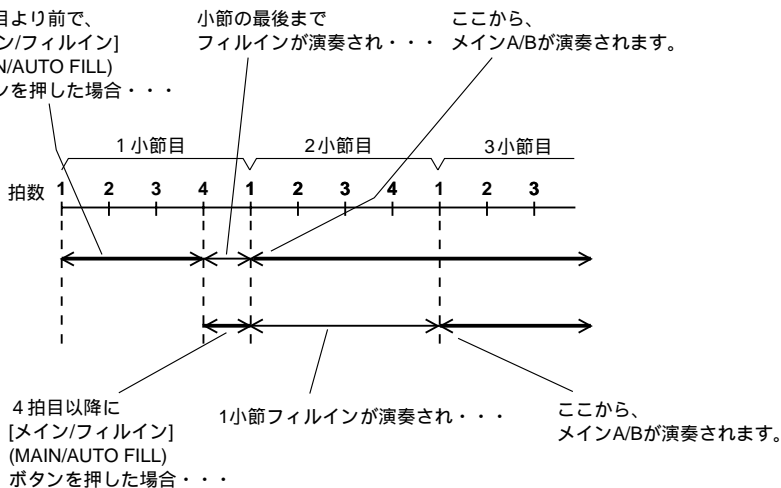 目より前で、
ン/フィルイン]
N/AUTO FILL)
ンを押した場合・・・
小節の最後まで
フィルインが演奏され・・・
ここから、
メインA/Bが演奏されます。
1小節目 2小節目 3小節目
拍数 1 2 3 4 1 2 3 4 1 2 3
4拍目以降に
[メイン/フィルイン]
(MAIN/AUTO FILL)
ボタンを押した場合・・・
1小節フィルインが演奏され・・・
ここから、
メインA/Bが演奏されます。